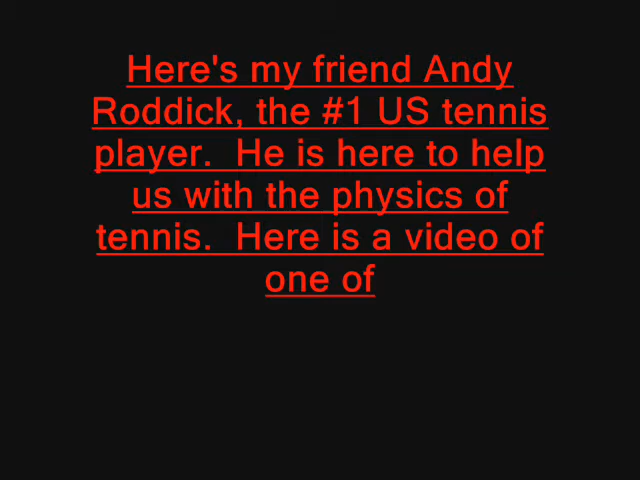 Here's my friend Andy
Roddick, the #1 US tennis
player.  He is here to help
us with the physics of
tennis.  Here is a video of
one of